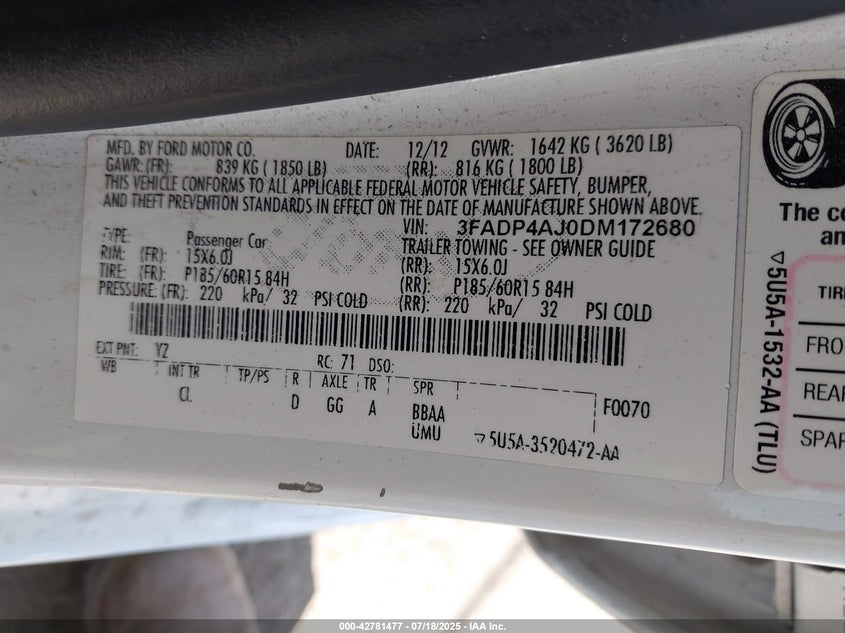 MFD. BY FORD MOTOR CO. DATE: 12/12 GVWR: 1642 KG ( 3620 LB)
GAWR: (FR): 839 KG ( 1850 LB) (RR): 816 KG ( 1800 LB)
THIS VEHICLE CONFORMS TO ALL APPLICABLE FEDERAL MOTOR VEHICLE SAFETY, BUMPER,
AND THEFT PREVENTION STANDARDS IN EFFECT ON THE DATE OF MANUFACTURE SHOWN ABOVE.
VIN: 3FADP4AJ0DM172680
TYPE: Passenger Car TRAILER TOWING - SEE OWNER GUIDE
RIM: (FR): 15X6.0J (RR): 15X6.0J
TIRE: (FR): P185/60R15 84H (RR): P185/60R15 84H
PRESSURE: (FR): 220 kPa/ 32 PSI COLD (RR): 220 kPa/ 32 PSI COLD
EXT PNT: YZ RC: 71 DSO:
WB INT TR TP/PS R AXLE TR SPR
CL D GG A BBAA F0070
UMU ▽5U5A-3520472-AA
▽5U5A-1532-AA (TLU)
The co
an
TIR
FRO
REAR
SPAR
000-42781477 - 07/18/2025 - IAA Inc.